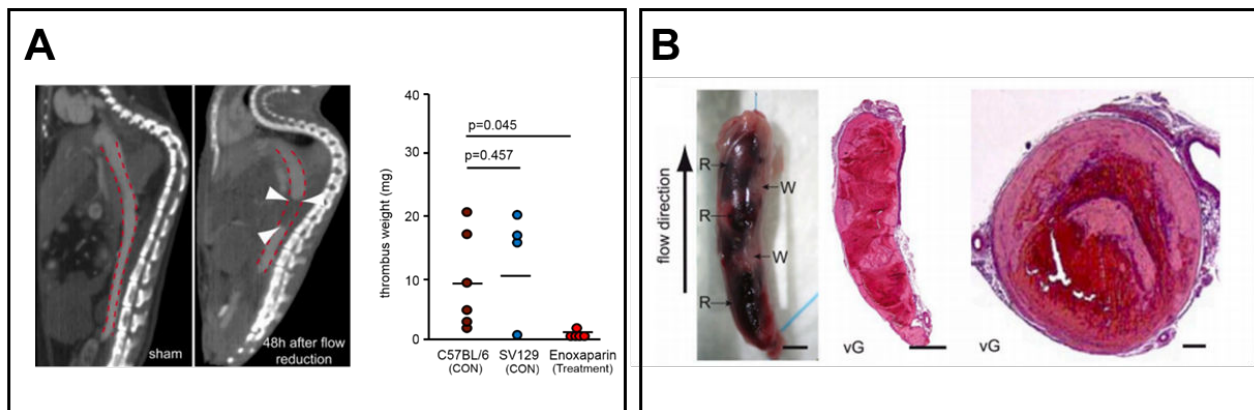 A
sham
48h after flow
reduction
thrombus weight (mg)
40
30
20
10
0
p=0.045
p=0.457
C57BL/6
(CON)
SV129
(CON)
Enoxaparin
(Treatment)
B
flow direction
R
W
R
W
R
vG
vG